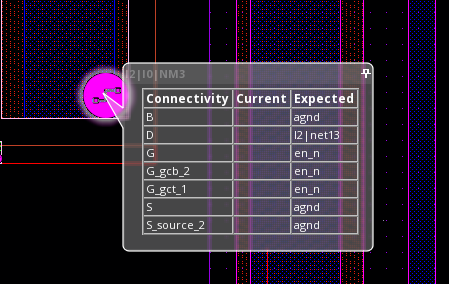 I2|I0|NM3
Connectivity Current Expected
B agnd
D I2|net13
G en_n
G_gcb_2 en_n
G_gct_1 en_n
S agnd
S_source_2 agnd